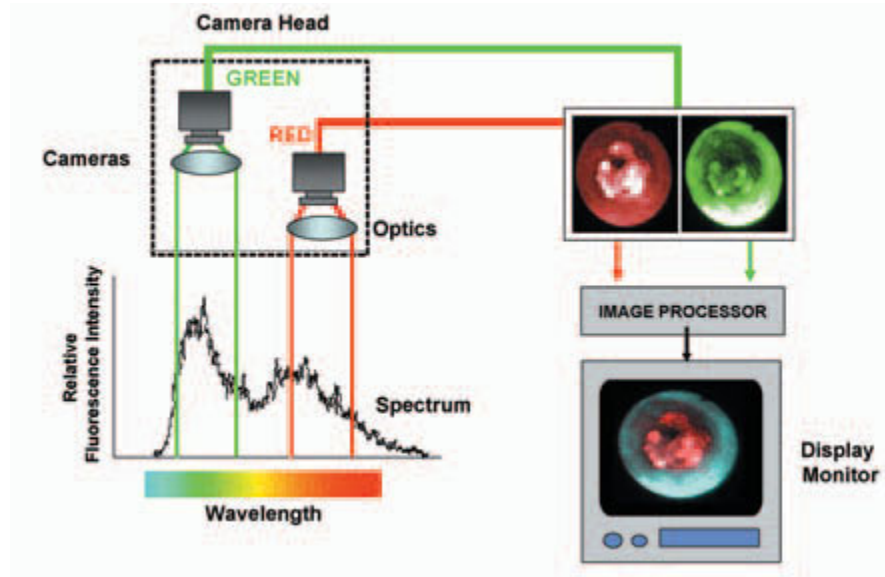 Camera Head
GREEN
RED
Cameras
Optics
Relative
Fluorescence Intensity
Spectrum
Wavelength
IMAGE PROCESSOR
Display
Monitor